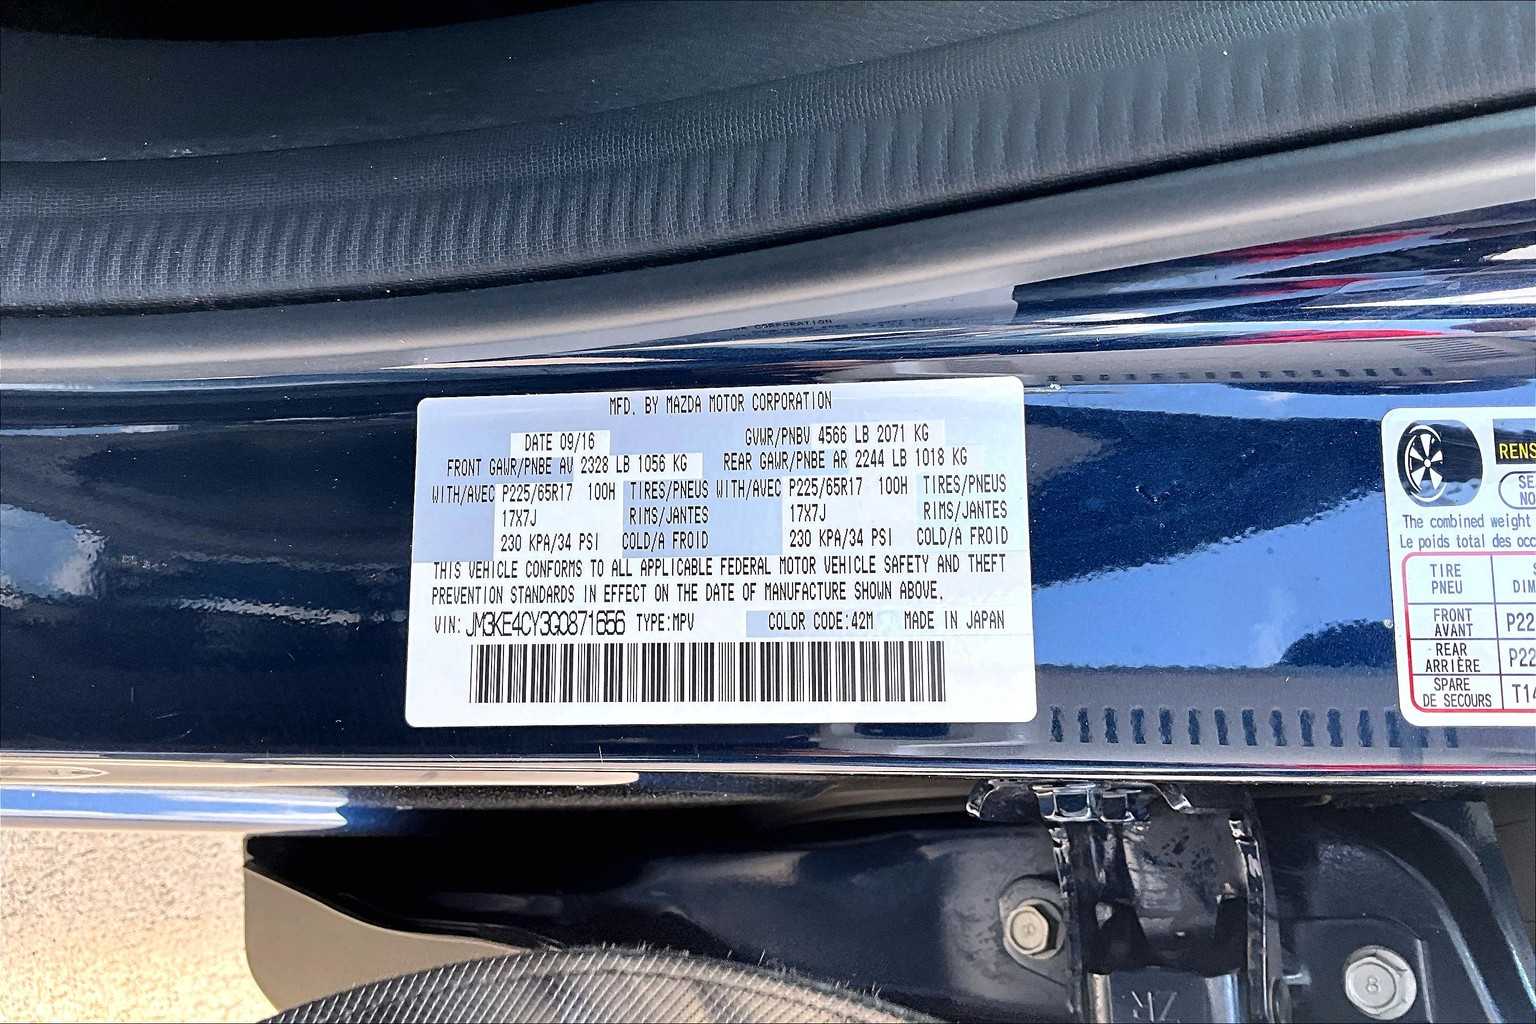 MFD. BY MAZDA MOTOR CORPORATION
DATE 09/16 GVWR/PNBV 4566 LB 2071 KG
FRONT GAWR/PNBE AV 2328 LB 1056 KG REAR GAWR/PNBE AR 2244 LB 1018 KG
WITH/AVEC P225/65R17 100H TIRES/PNEUS WITH/AVEC P225/65R17 100H TIRES/PNEUS
17X7J RIMS/JANTES 17X7J RIMS/JANTES
230 KPA/34 PSI COLD/A FROID 230 KPA/34 PSI COLD/A FROID
THIS VEHICLE CONFORMS TO ALL APPLICABLE FEDERAL MOTOR VEHICLE SAFETY AND THEFT
PREVENTION STANDARDS IN EFFECT ON THE DATE OF MANUFACTURE SHOWN ABOVE.
VIN: JM3KE4CY3G0871656 TYPE:MPV COLOR CODE:42M MADE IN JAPAN
RENS
SE
NO
The combined weight
Le poids total des occ
TIRE
PNEU
DIM
FRONT
AVANT
P22
REAR
ARRIÈRE
P22
SPARE
DE SECOURS
T14
8